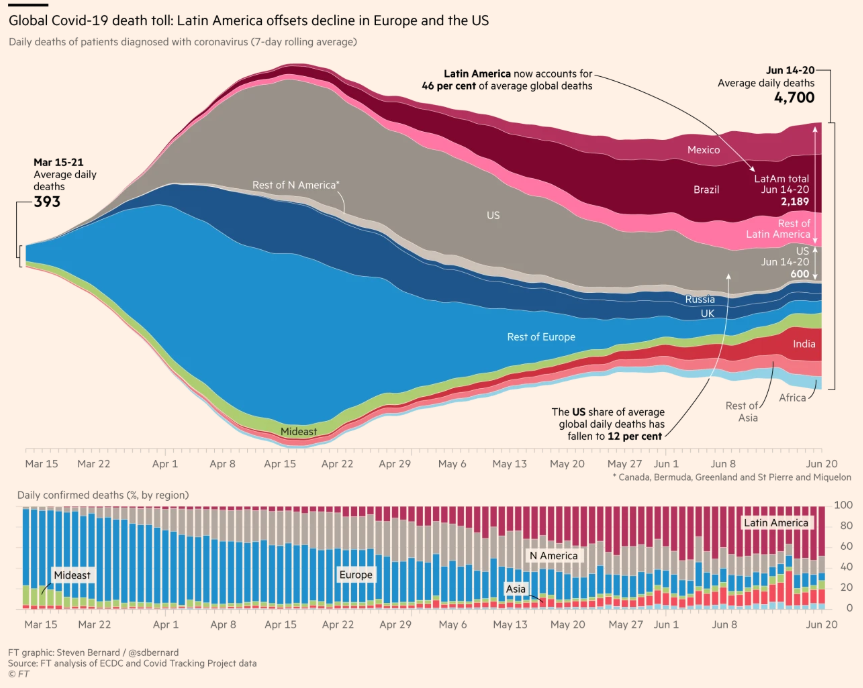 Global Covid-19 death toll: Latin America offsets decline in Europe and the US
Daily deaths of patients diagnosed with coronavirus (7-day rolling average)
Jun 14-20
Average daily deaths
4,700
Latin America now accounts for
46 per cent of average global deaths
Mar 15-21
Average daily
deaths
393
Mexico
Rest of N America*
Brazil
LatAm total
Jun 14-20
2,189
US
Rest of
Latin America
US
Jun 14-20
600
Russia
UK
Rest of Europe
India
Mideast
The US share of average
global daily deaths has
fallen to 12 per cent
Rest of
Asia
Africa
Mar 15 Mar 22 Apr 1 Apr 8 Apr 15 Apr 22 Apr 29 May 6 May 13 May 20 May 27 Jun 1 Jun 8 Jun 20
* Canada, Bermuda, Greenland and St Pierre and Miquelon
Daily confirmed deaths (%, by region)
100
Latin America
80
60
N America
40
Mideast
Europe
Asia
20
0
Mar 15 Mar 22 Apr 1 Apr 8 Apr 15 Apr 22 Apr 29 May 6 May 13 May 20 May 27 Jun 1 Jun 8 Jun 20
FT graphic: Steven Bernard / @sdbernard
Source: FT analysis of ECDC and Covid Tracking Project data
© FT